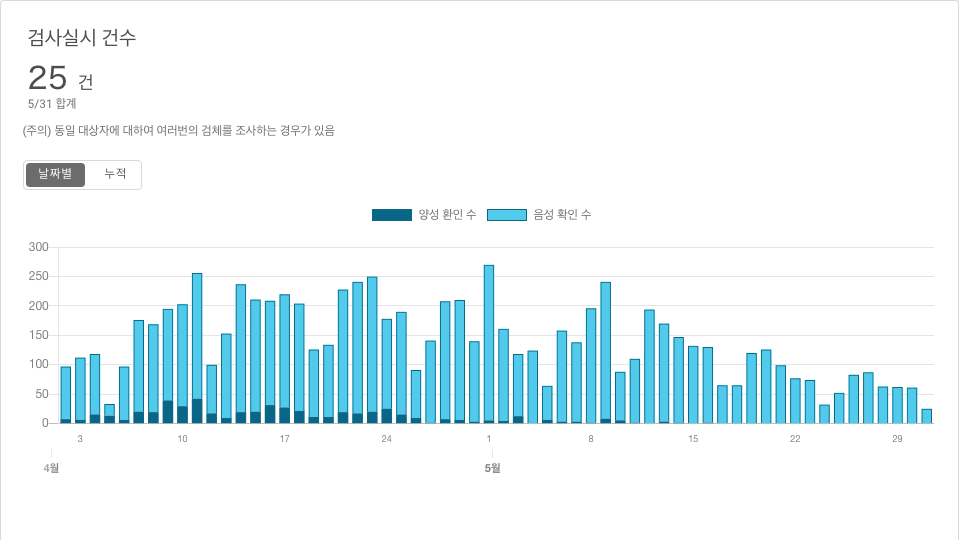 검사실시 건수
25 건
5/31 합계
(주의) 동일 대상자에 대하여 여러번의 검체를 조사하는 경우가 있음
날짜별 누적
양성 환인 수 음성 확인 수
300
250
200
150
100
50
0
3 10 17 24 1 8 15 22 29
4월 5월